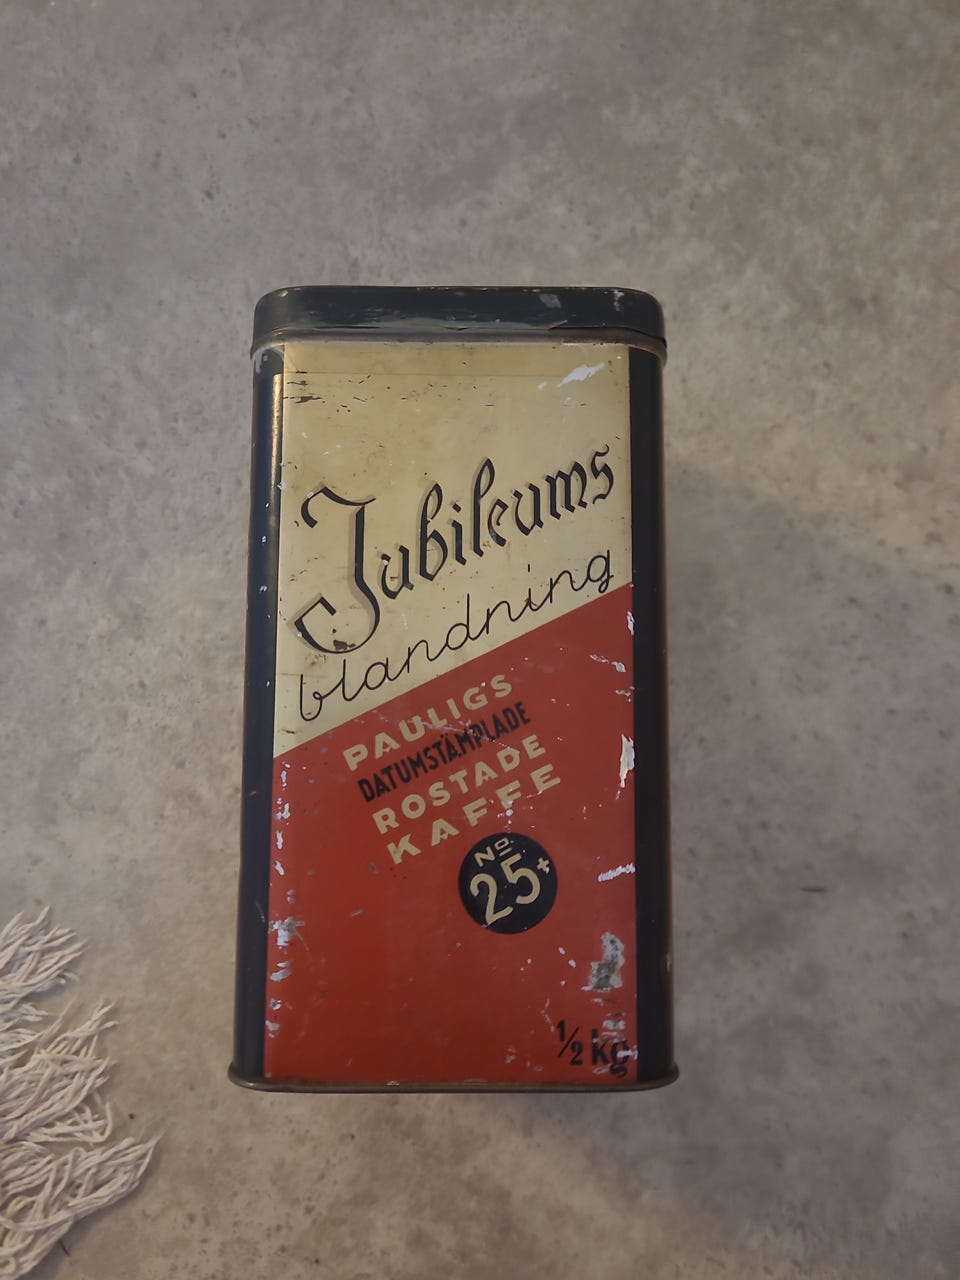 Jubileums
blandning
PAULIGS
DATUMSTÄMPLADE
ROSTADE
KAFFE
No
25+
1/2 kg